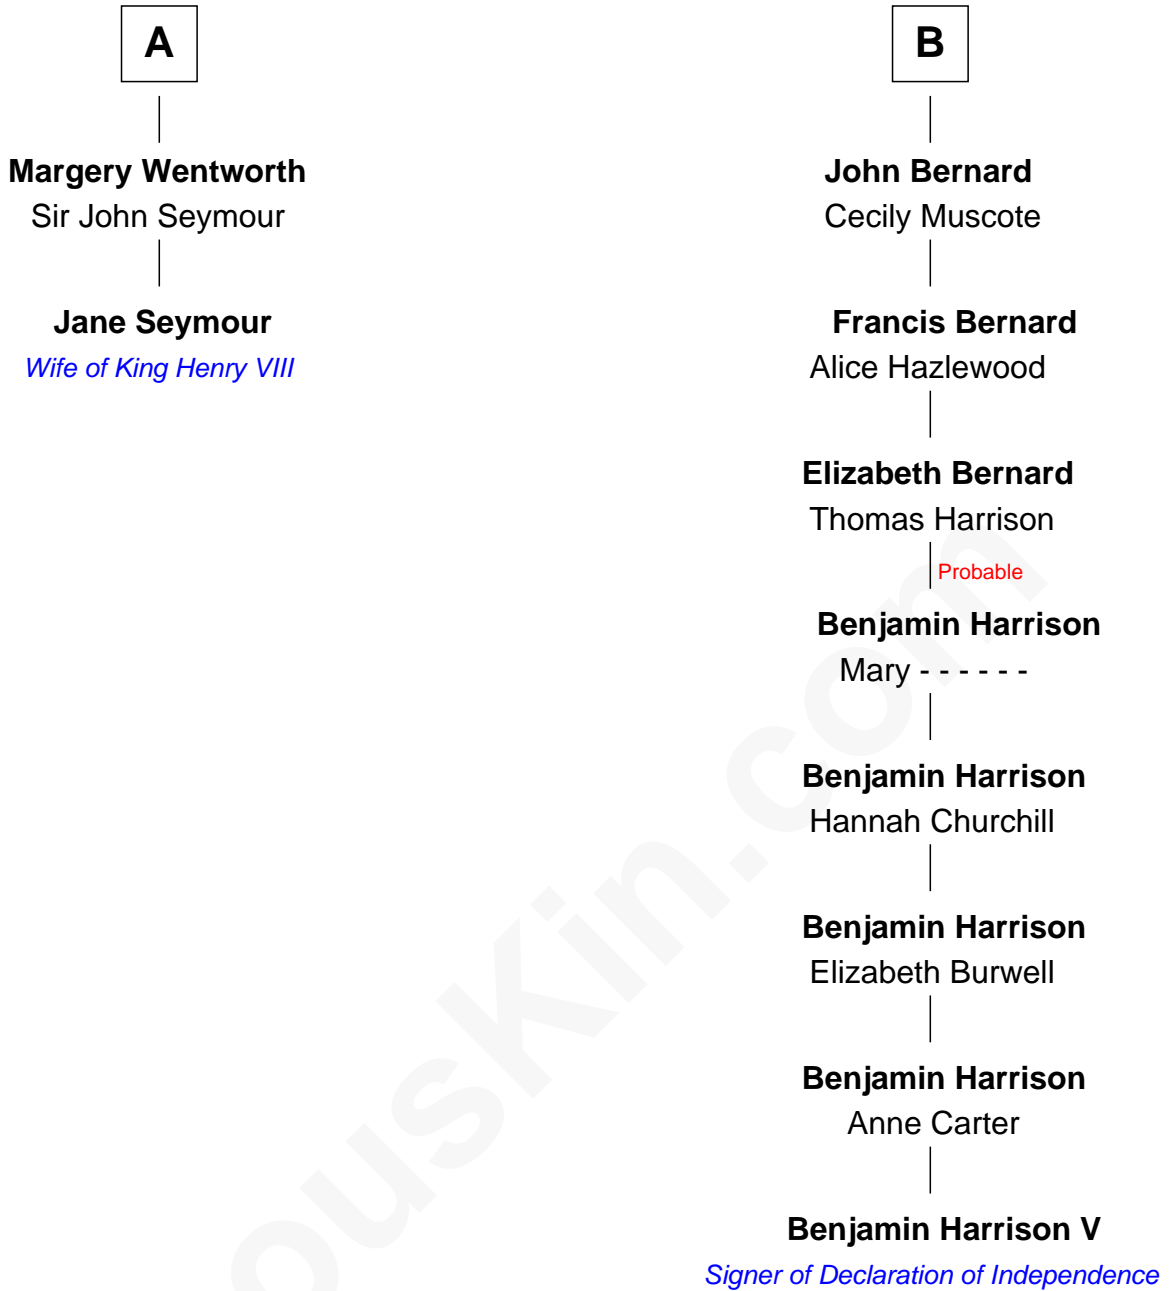 A
Margery Wentworth
Sir John Seymour
Jane Seymour
Wife of King Henry VIII
B
John Bernard
Cecily Muscote
Francis Bernard
Alice Hazlewood
Elizabeth Bernard
Thomas Harrison
Probable
Benjamin Harrison
Mary - - - - - -
Benjamin Harrison
Hannah Churchill
Benjamin Harrison
Elizabeth Burwell
Benjamin Harrison
Anne Carter
Benjamin Harrison V
Signer of Declaration of Independence
ousKin.com